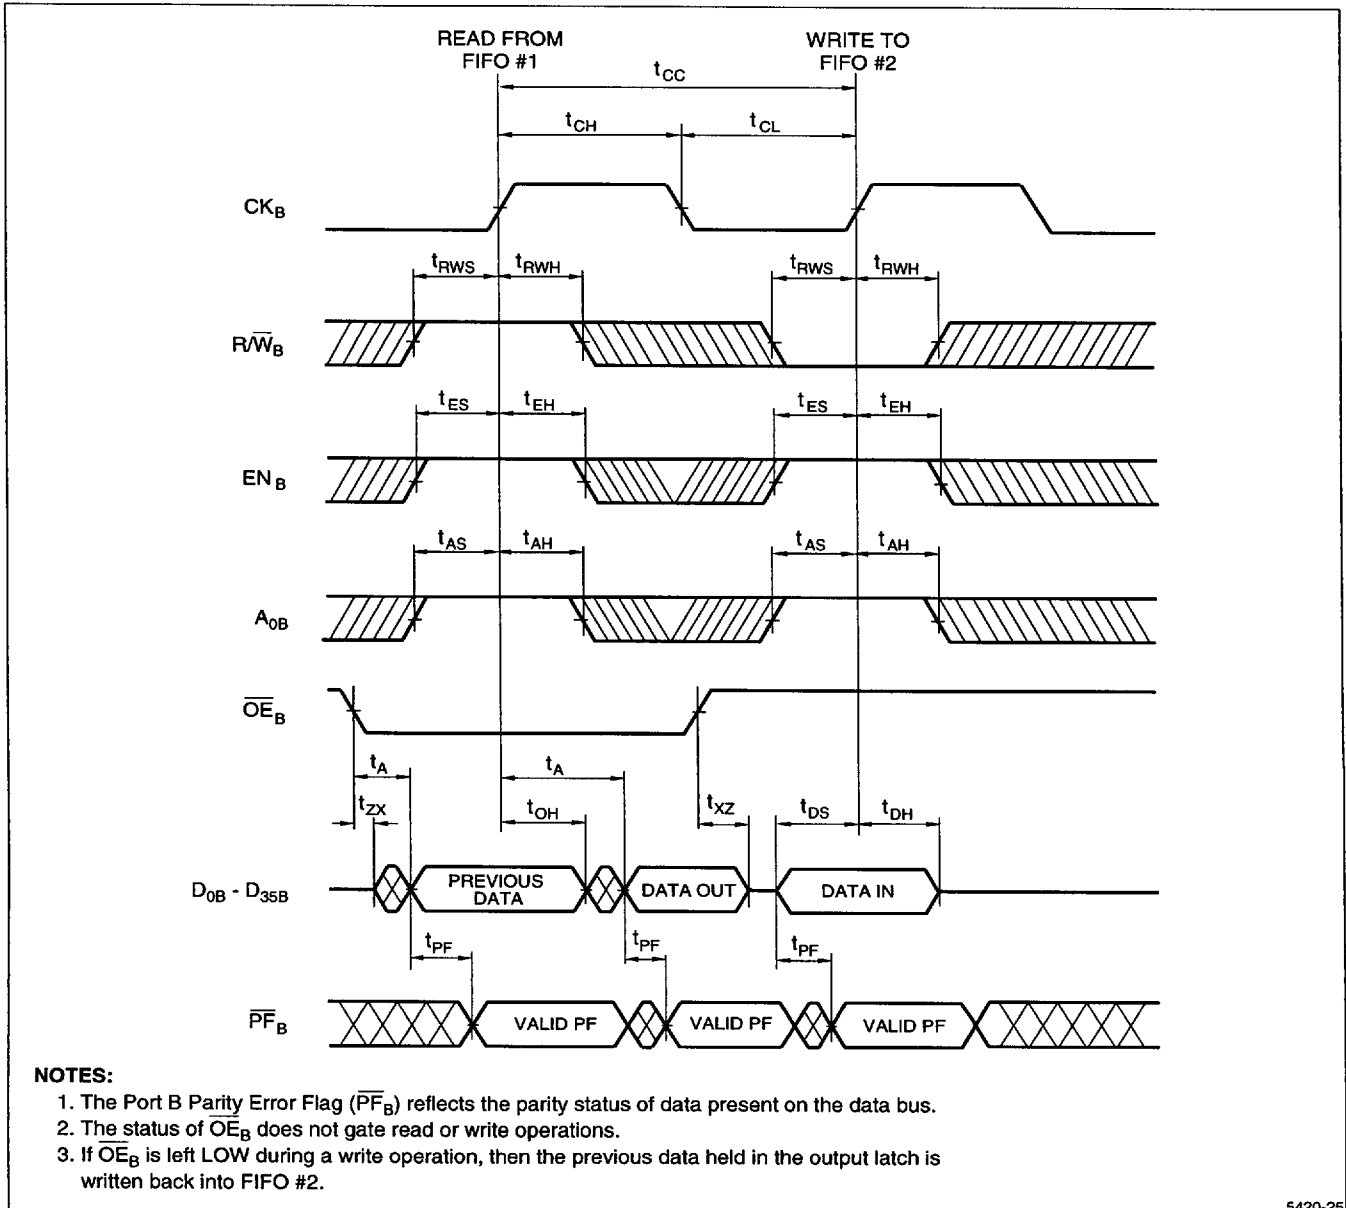 READ FROM
FIFO #1
WRITE TO
FIFO #2
tCC
tCH
tCL
CKB
tRWS
tRWH
tRWS
tRWH
R/W̅B
tES
tEH
tES
tEH
ENB
tAS
tAH
tAS
tAH
A0B
O̅E̅B
tA
tA
tZX
tOH
tXZ
tDS
tDH
D0B - D35B
PREVIOUS
DATA
DATA OUT
DATA IN
tPF
tPF
tPF
P̅F̅B
VALID PF
VALID PF
VALID PF
NOTES:
1. The Port B Parity Error Flag (P̅F̅B) reflects the parity status of data present on the data bus.
2. The status of O̅E̅B does not gate read or write operations.
3. If O̅E̅B is left LOW during a write operation, then the previous data held in the output latch is
written back into FIFO #2.
5420-25